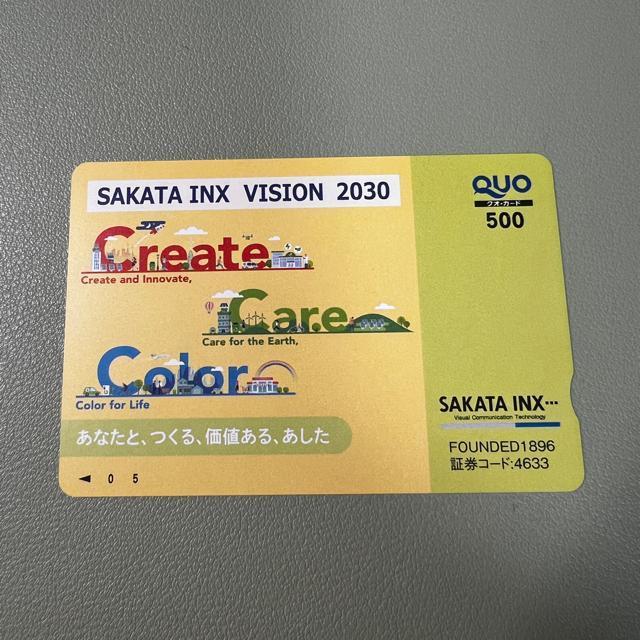 SAKATA INX VISION 2030
QUO
クオ・カード
500
Create
Create and Innovate,
Care
Care for the Earth,
Color
Color for Life
SAKATA INX...
Visual Communication Technology
あなたと、つくる、価値ある、あした
FOUNDED1896
証券コード:4633
◀ 0 5